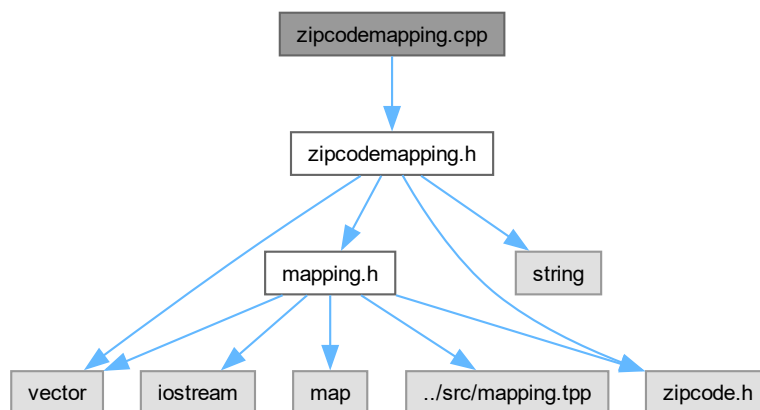 zipcodemapping.cpp
zipcodemapping.h
mapping.h
string
vector
iostream
map
../src/mapping.tpp
zipcode.h